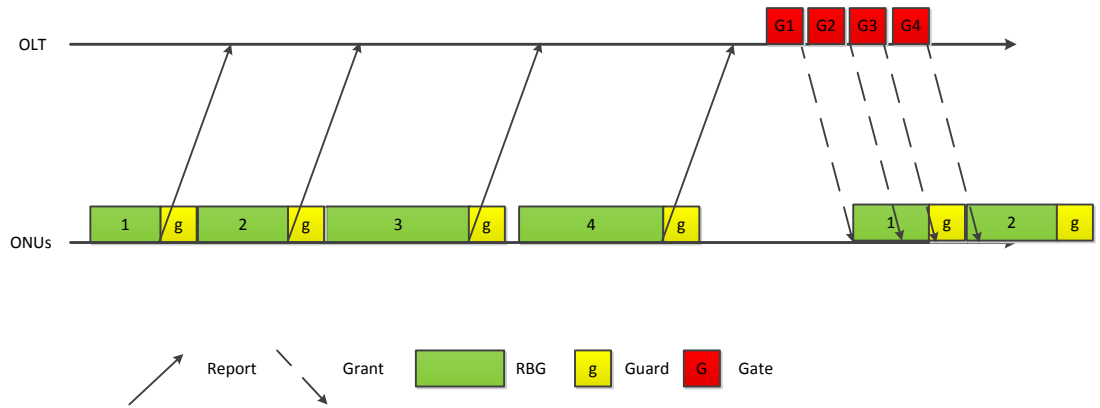 G1 G2 G3 G4
OLT
1 g 2 g 3 g 4 g 1 g 2 g
ONUs
Report Grant RBG g Guard G Gate